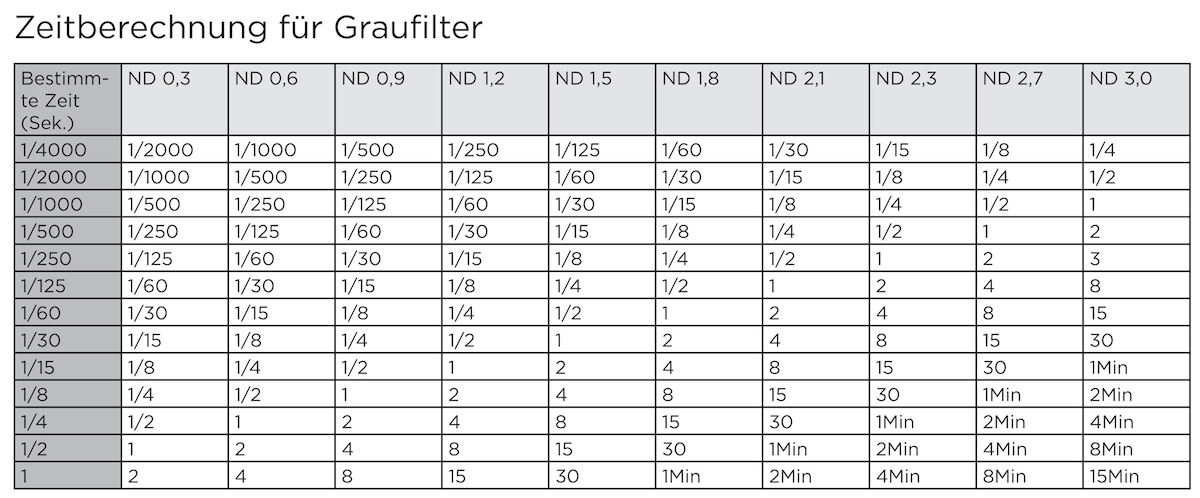 Zeitberechnung für Graufilter
Bestimm- ND 0,3 ND 0,6 ND 0,9 ND 1,2 ND 1,5 ND 1,8 ND 2,1 ND 2,3 ND 2,7 ND 3,0
te Zeit
(Sek.)
1/4000 1/2000 1/1000 1/500 1/250 1/125 1/60 1/30 1/15 1/8 1/4
1/2000 1/1000 1/500 1/250 1/125 1/60 1/30 1/15 1/8 1/4 1/2
1/1000 1/500 1/250 1/125 1/60 1/30 1/15 1/8 1/4 1/2 1
1/500 1/250 1/125 1/60 1/30 1/15 1/8 1/4 1/2 1 2
1/250 1/125 1/60 1/30 1/15 1/8 1/4 1/2 1 2 3
1/125 1/60 1/30 1/15 1/8 1/4 1/2 1 2 4 8
1/60 1/30 1/15 1/8 1/4 1/2 1 2 4 8 15
1/30 1/15 1/8 1/4 1/2 1 2 4 8 15 30
1/15 1/8 1/4 1/2 1 2 4 8 15 30 1Min
1/8 1/4 1/2 1 2 4 8 15 30 1Min 2Min
1/4 1/2 1 2 4 8 15 30 1Min 2Min 4Min
1/2 1 2 4 8 15 30 1Min 2Min 4Min 8Min
1 2 4 8 15 30 1Min 2Min 4Min 8Min 15Min